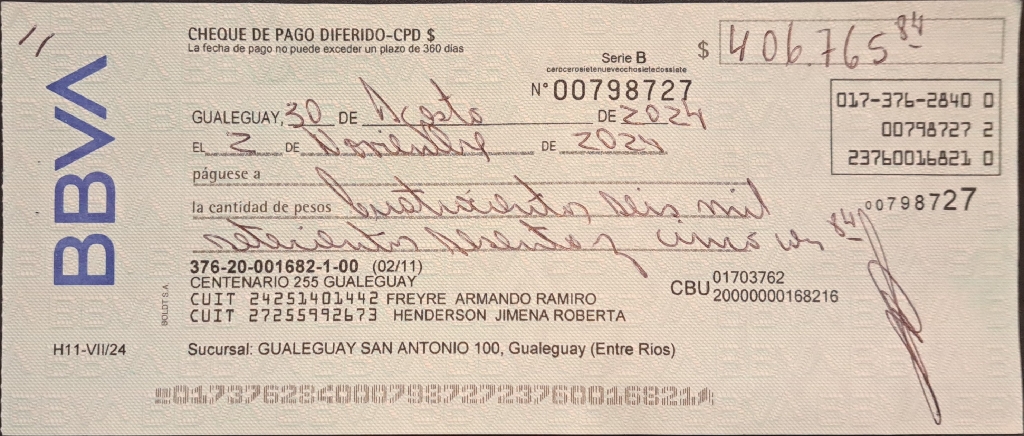 CHEQUE DE PAGO DIFERIDO-CPD $
La fecha de pago no puede exceder un plazo de 360 días
BBVA
Serie B
cerocerosietenueveochosietedossiete
$ 406.765 84
N° 00798727
017-376-2840 0
00798727 2
23760016821 0
GUALEGUAY, 30 DE Agosto DE 2024
EL 2 DE Noviembre DE 2024
páguese a
la cantidad de pesos Cuatrocientos seis mil
00798727
setecientos sesenta y cinco con 84
376-20-001682-1-00 (02/11)
CENTENARIO 255 GUALEGUAY
CUIT 24251401442 FREYRE ARMANDO RAMIRO
CUIT 27255992673 HENDERSON JIMENA ROBERTA
CBU 01703762
20000000168216
BOLDT S.A.
H11-VII/24
Sucursal: GUALEGUAY SAN ANTONIO 100, Gualeguay (Entre Rios)
01737628400079872723760016821